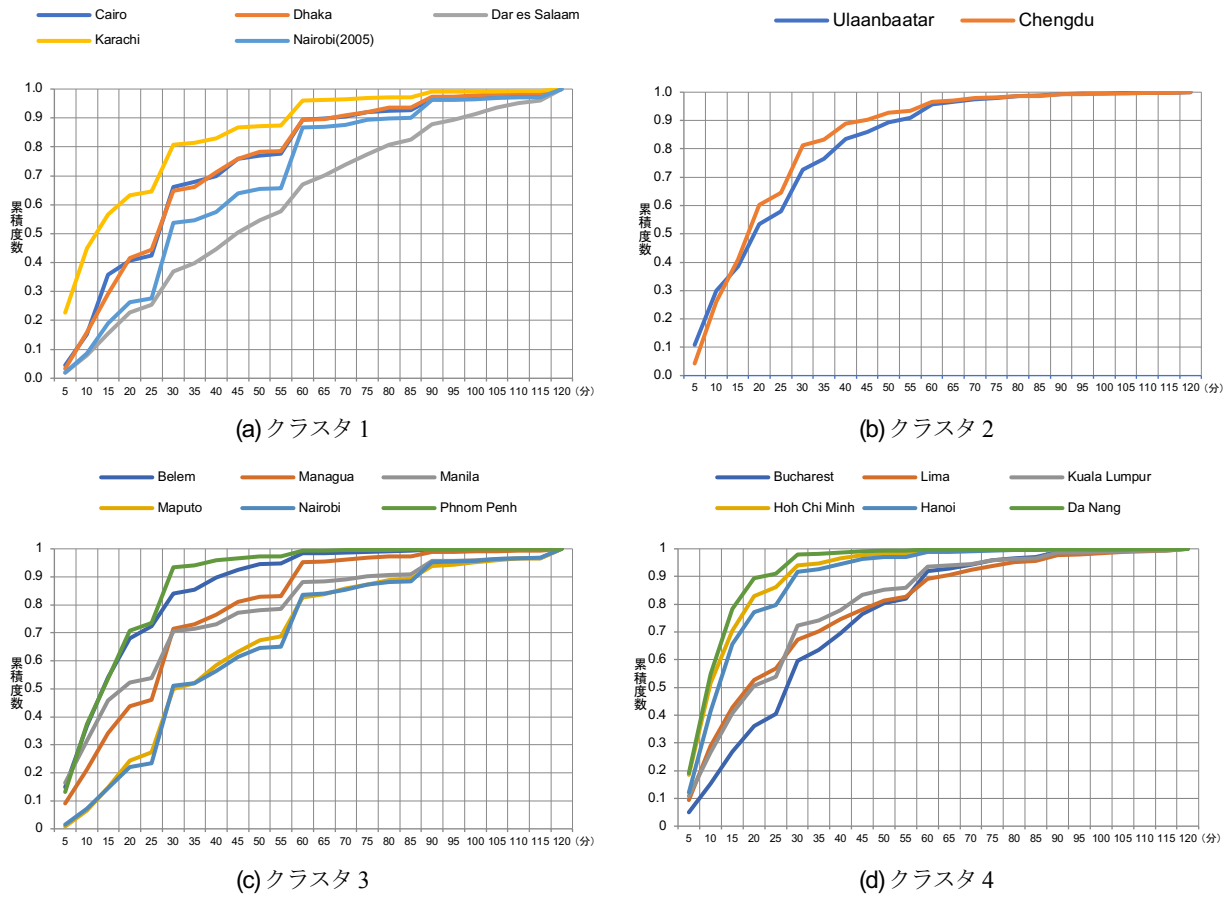 Cairo Dhaka Dar es Salaam
Karachi Nairobi(2005)
1.0
0.9
0.8
0.7
0.6
0.5
0.4
0.3
0.2
0.1
0.0
累積度数
5 10 15 20 25 30 35 40 45 50 55 60 65 70 75 80 85 90 95 100 105 110 115 120 (分)
(a) クラスタ 1
Ulaanbaatar Chengdu
1.0
0.9
0.8
0.7
0.6
0.5
0.4
0.3
0.2
0.1
0.0
累積度数
5 10 15 20 25 30 35 40 45 50 55 60 65 70 75 80 85 90 95 100 105 110 115 120 (分)
(b) クラスタ 2
Belem Managua Manila
Maputo Nairobi Phnom Penh
1
0.9
0.8
0.7
0.6
0.5
0.4
0.3
0.2
0.1
0
累積度数
5 10 15 20 25 30 35 40 45 50 55 60 65 70 75 80 85 90 95 100 105 110 115 120 (分)
(c) クラスタ 3
Bucharest Lima Kuala Lumpur
Hoh Chi Minh Hanoi Da Nang
1
0.9
0.8
0.7
0.6
0.5
0.4
0.3
0.2
0.1
0
累積度数
5 10 15 20 25 30 35 40 45 50 55 60 65 70 75 80 85 90 95 100 105 110 115 120 (分)
(d) クラスタ 4